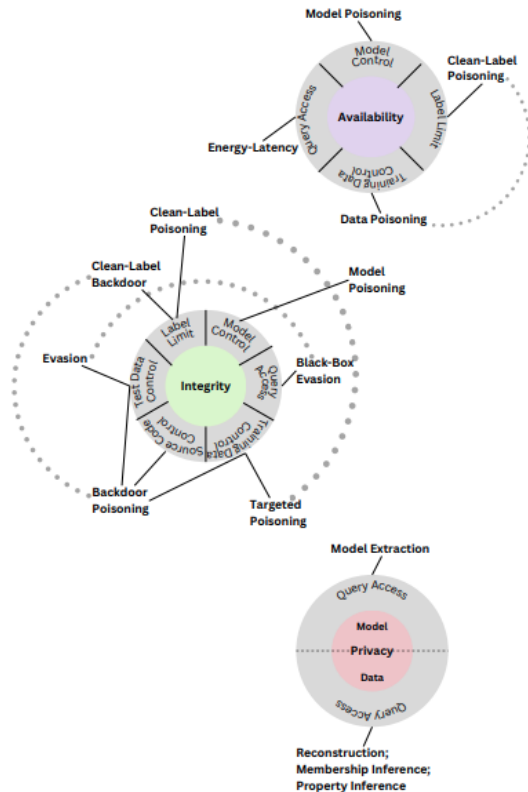 Model Poisoning
Model
Control
Clean-Label
Poisoning
Query Access
Availability
Label Limit
Energy-Latency
Training Data
Control
Data Poisoning
Clean-Label
Poisoning
Clean-Label
Backdoor
Model
Poisoning
Label
Limit
Model
Control
Evasion
Test Data
Control
Integrity
Query
Access
Black-Box
Evasion
Source Code
Control
Training Data
Control
Backdoor
Poisoning
Targeted
Poisoning
Model Extraction
Query Access
Model
Privacy
Data
Query Access
Reconstruction;
Membership Inference;
Property Inference